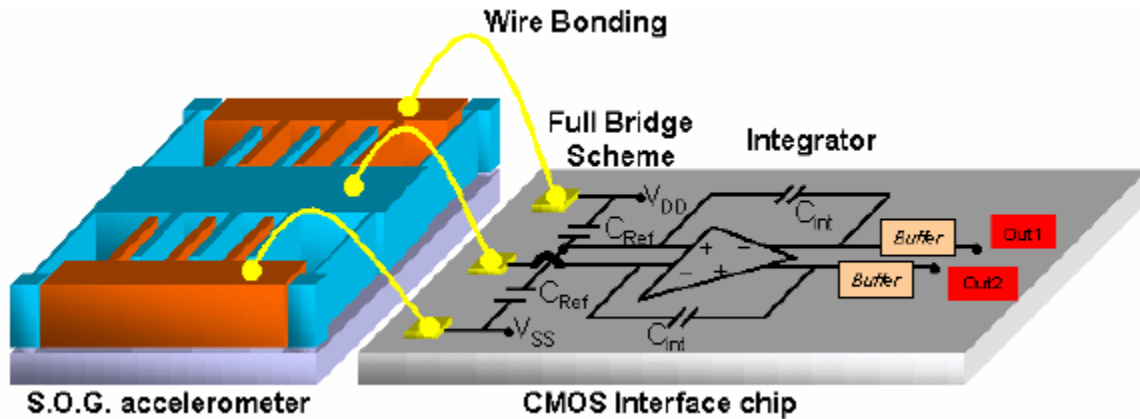 Wire Bonding
Full Bridge
Scheme
Integrator
VDD
CRef
Cint
+ −
− +
Buffer
Out1
Buffer
Out2
CRef
VSS
Cint
S.O.G. accelerometer
CMOS Interface chip